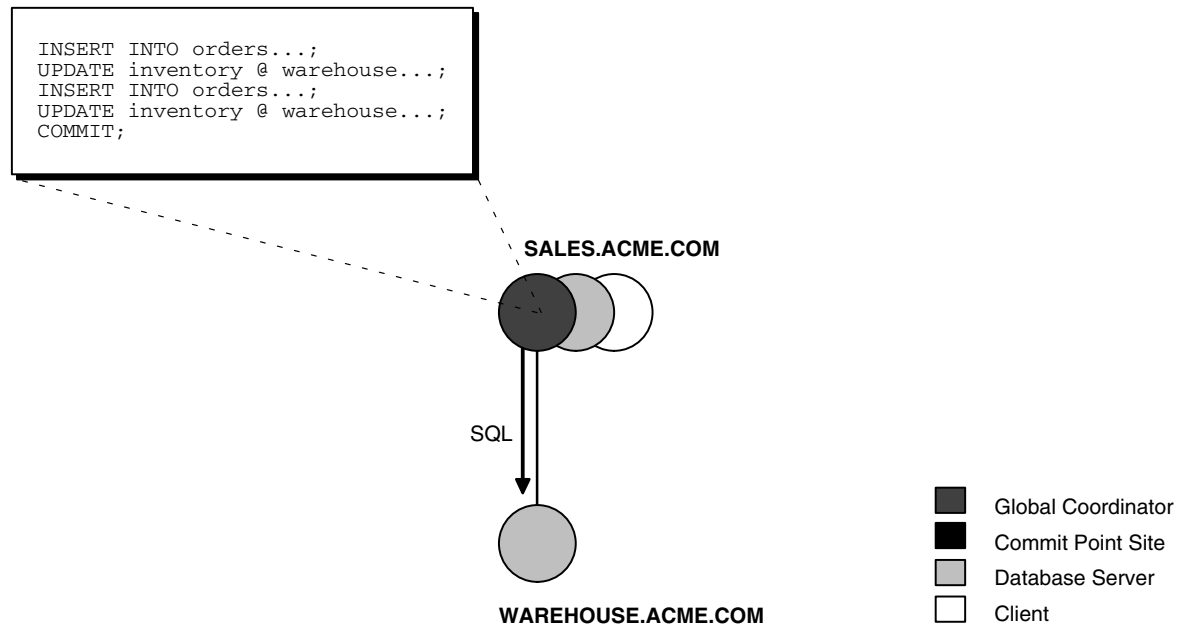 INSERT INTO orders...;
UPDATE inventory @ warehouse...;
INSERT INTO orders...;
UPDATE inventory @ warehouse...;
COMMIT;
SALES.ACME.COM
SQL
WAREHOUSE.ACME.COM
Global Coordinator
Commit Point Site
Database Server
Client